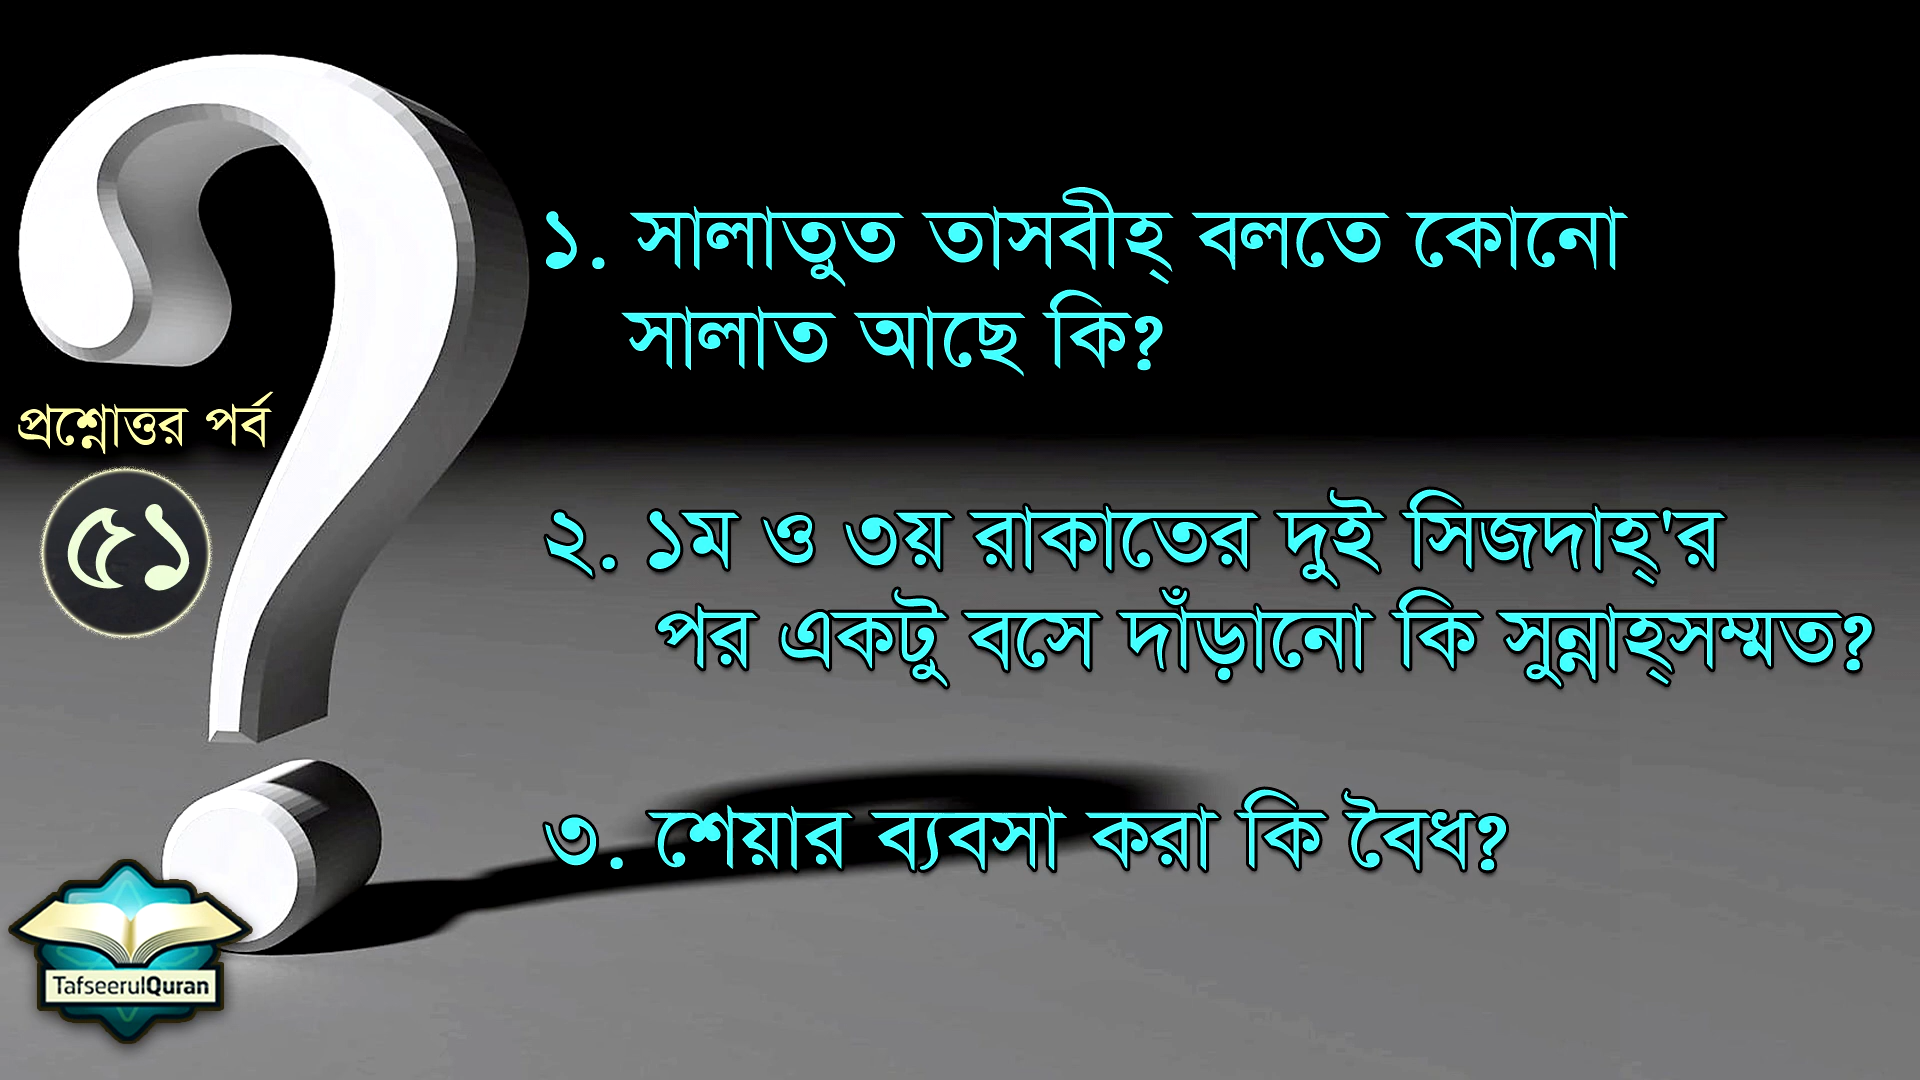 ১. সালাতুত তাসবীহ্ বলতে কোনো
সালাত আছে কি?
প্রশ্নোত্তর পর্ব
৫১
২. ১ম ও ৩য় রাকাতের দুই সিজদাহ্'র
পর একটু বসে দাঁড়ানো কি সুন্নাহ্সম্মত?
৩. শেয়ার ব্যবসা করা কি বৈধ?
TafseerulQuran